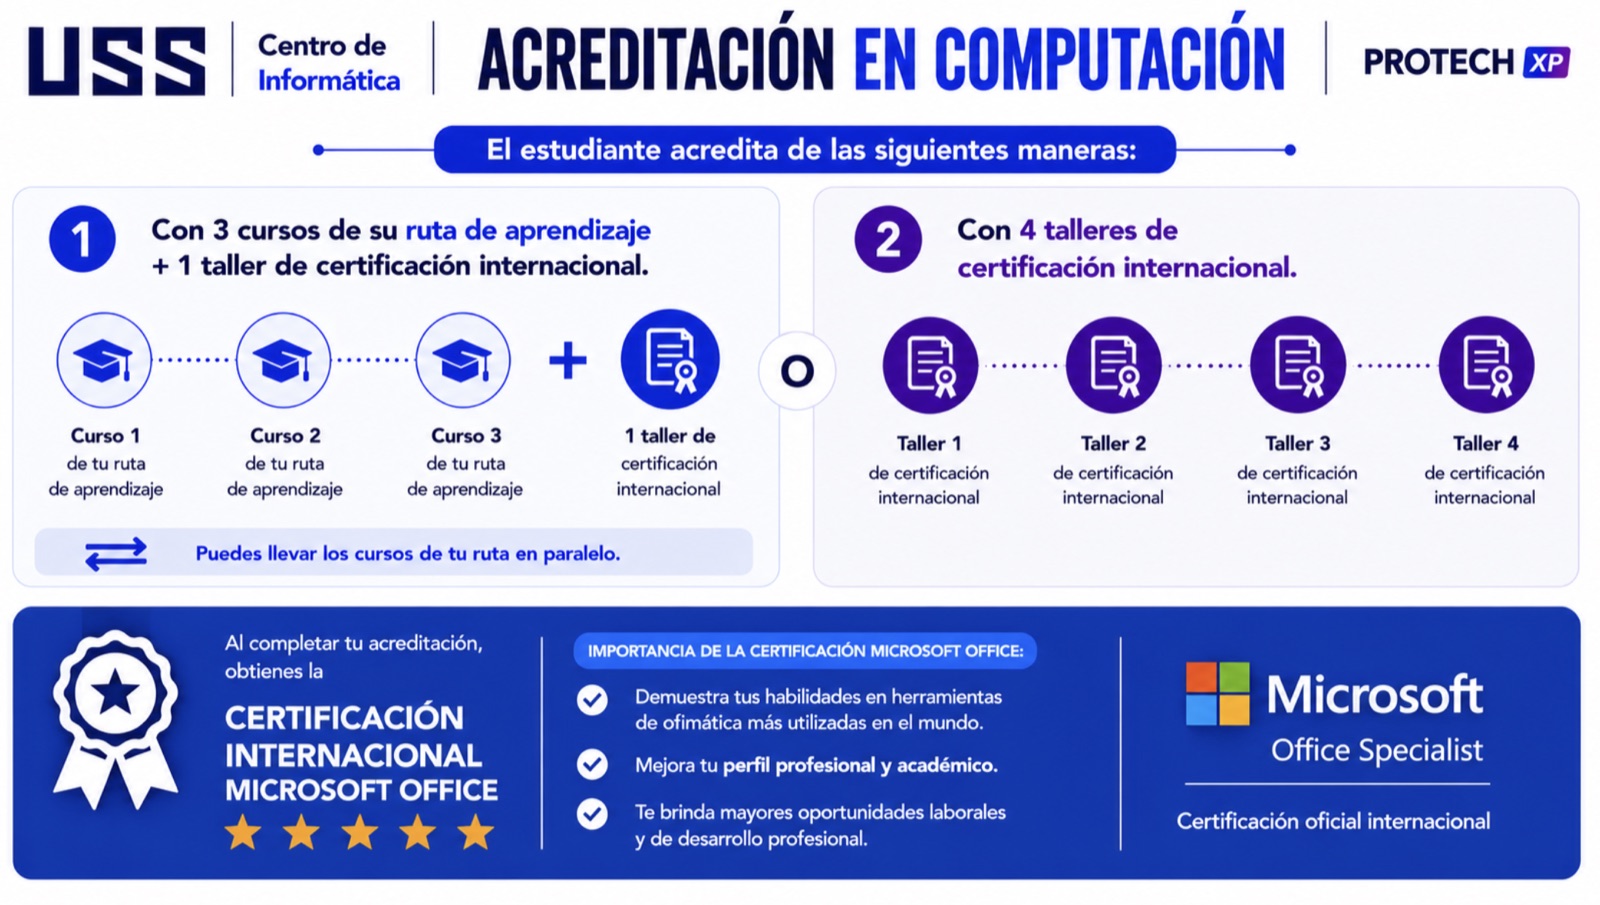 USS
Centro de
Informática
ACREDITACIÓN EN COMPUTACIÓN
PROTECH XP
El estudiante acredita de las siguientes maneras:
1
Con 3 cursos de su ruta de aprendizaje
+ 1 taller de certificación internacional.
Curso 1
de tu ruta
de aprendizaje
Curso 2
de tu ruta
de aprendizaje
Curso 3
de tu ruta
de aprendizaje
+
1 taller de
certificación
internacional
Puedes llevar los cursos de tu ruta en paralelo.
O
2
Con 4 talleres de
certificación internacional.
Taller 1
de certificación
internacional
Taller 2
de certificación
internacional
Taller 3
de certificación
internacional
Taller 4
de certificación
internacional
Al completar tu acreditación,
obtienes la
CERTIFICACIÓN
INTERNACIONAL
MICROSOFT OFFICE
IMPORTANCIA DE LA CERTIFICACIÓN MICROSOFT OFFICE:
Demuestra tus habilidades en herramientas
de ofimática más utilizadas en el mundo.
Mejora tu perfil profesional y académico.
Te brinda mayores oportunidades laborales
y de desarrollo profesional.
Microsoft
Office Specialist
Certificación oficial internacional